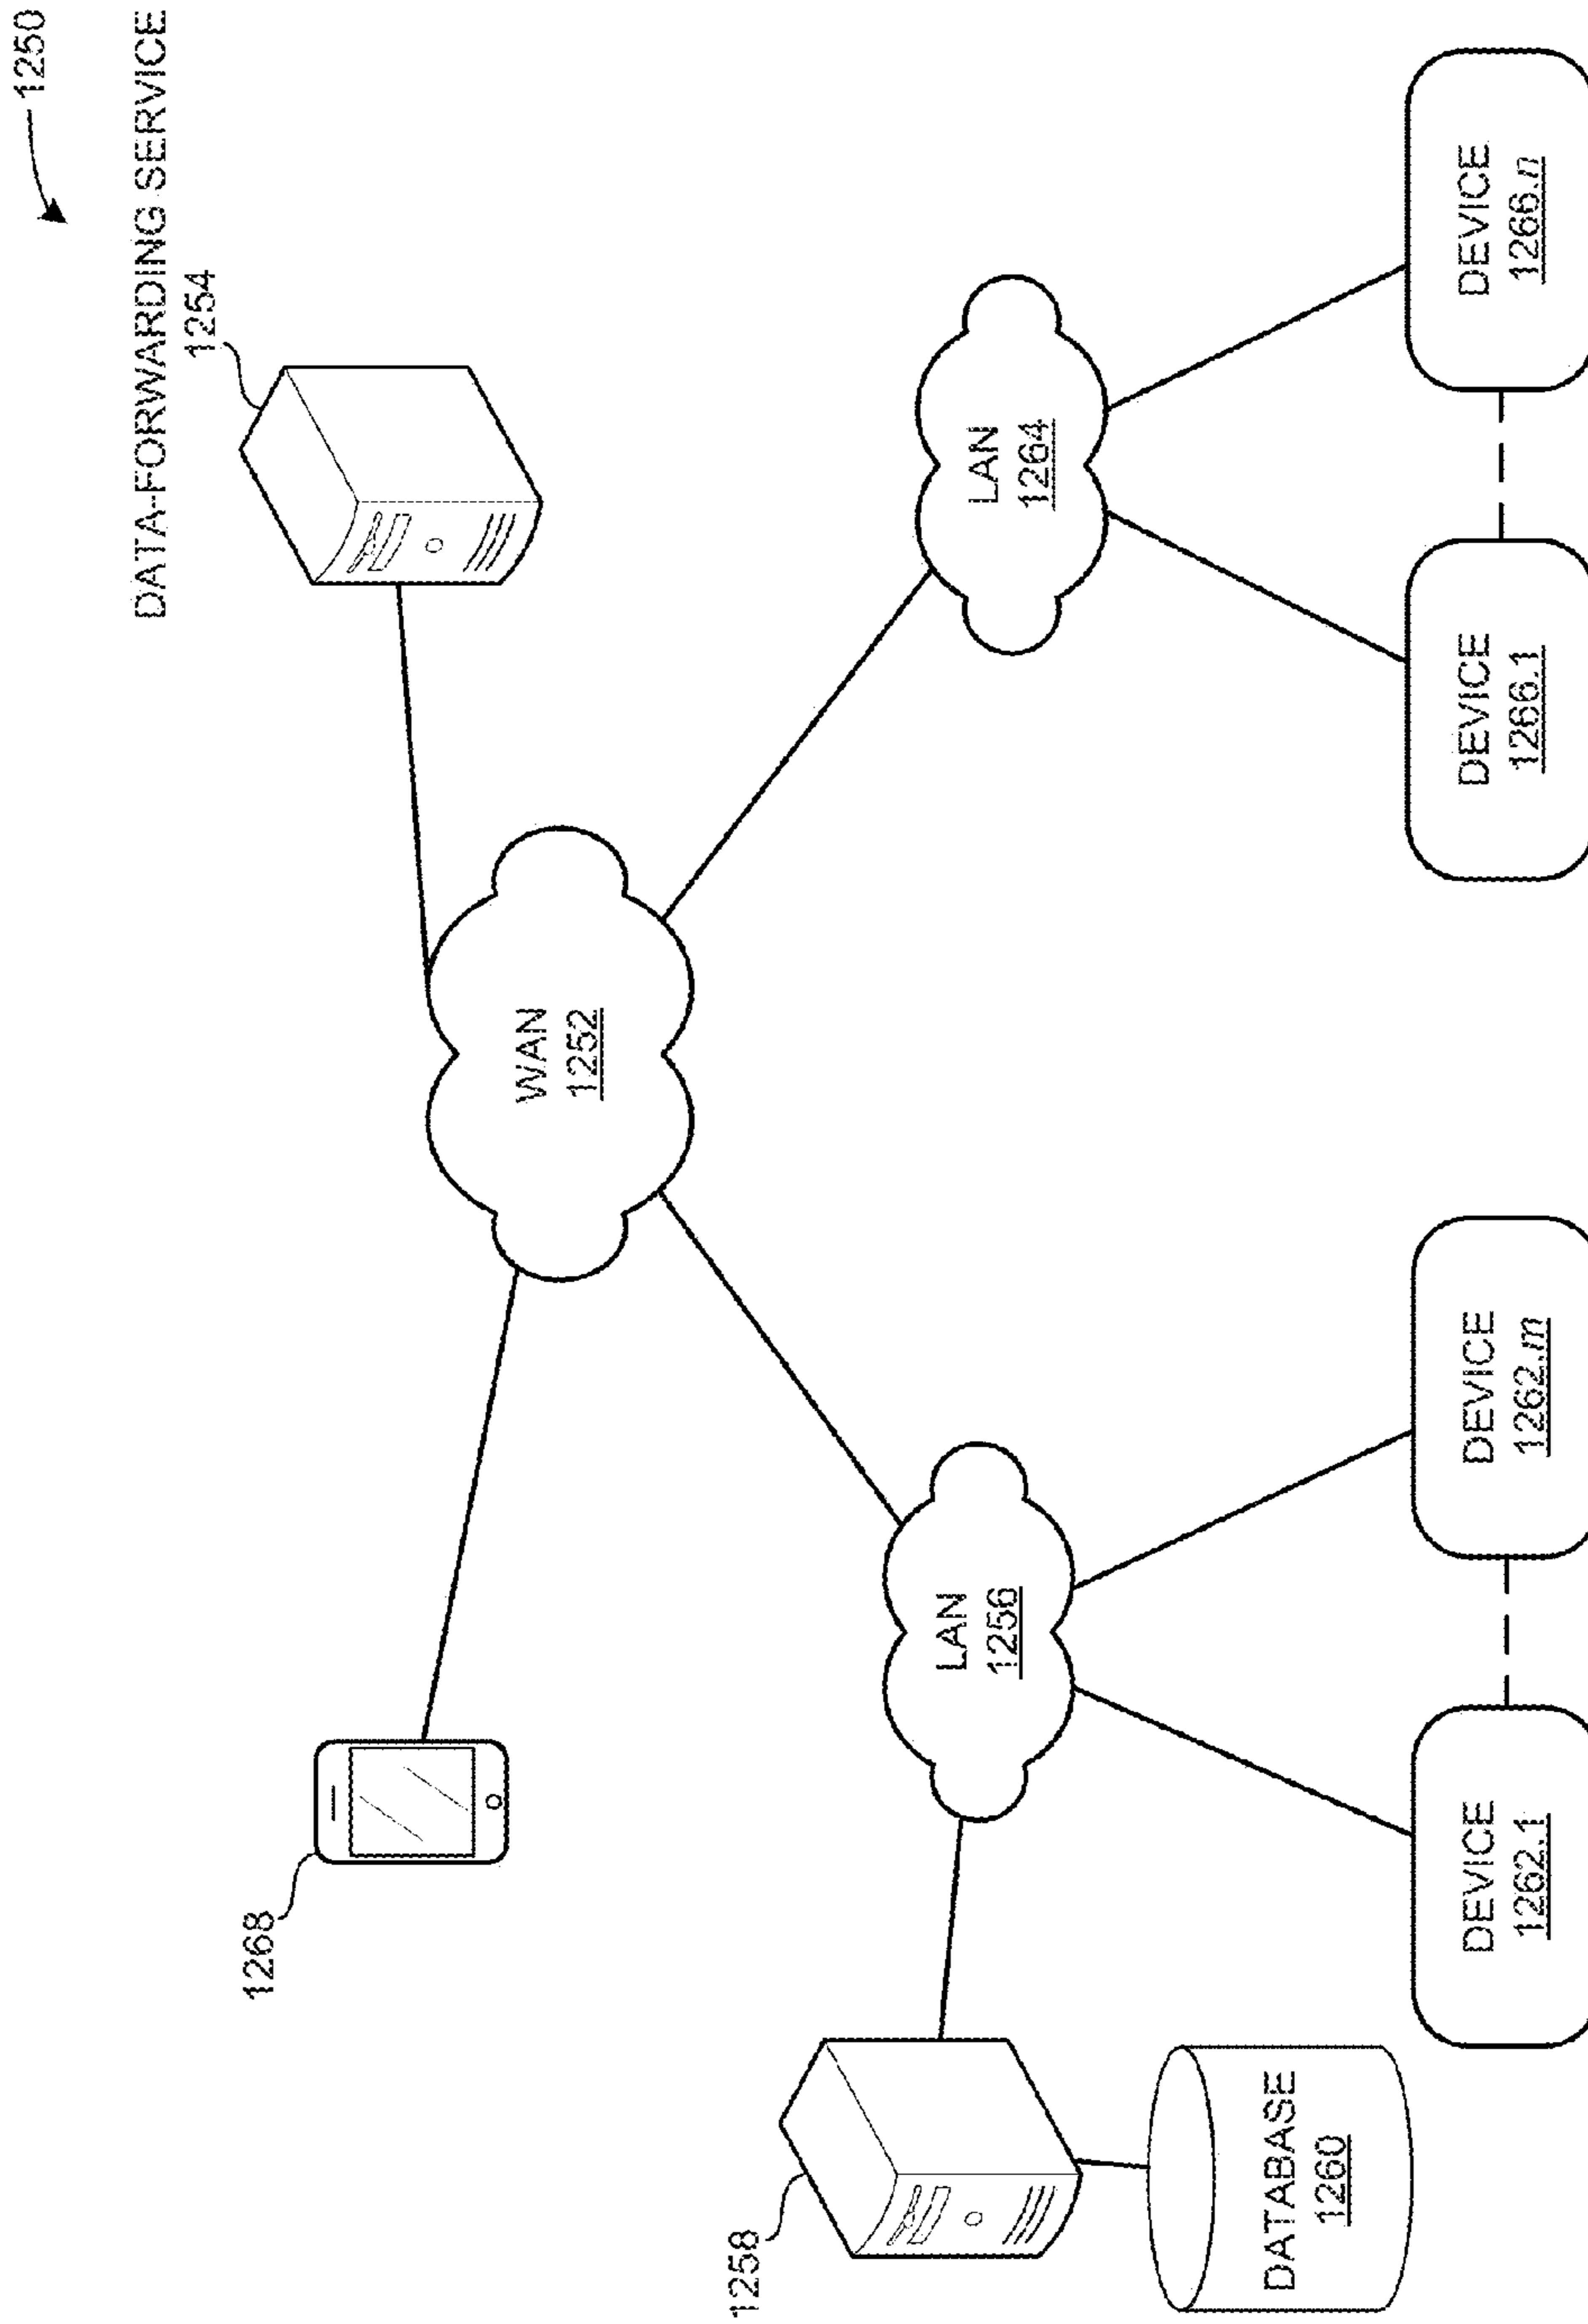 1250
DATA-FORWARDING SERVICE
1254
1268
WAN
1252
1258
LAN
1256
LAN
1264
DATABASE
1260
DEVICE
1262.1
DEVICE
1262.m
DEVICE
1266.1
DEVICE
1266.n